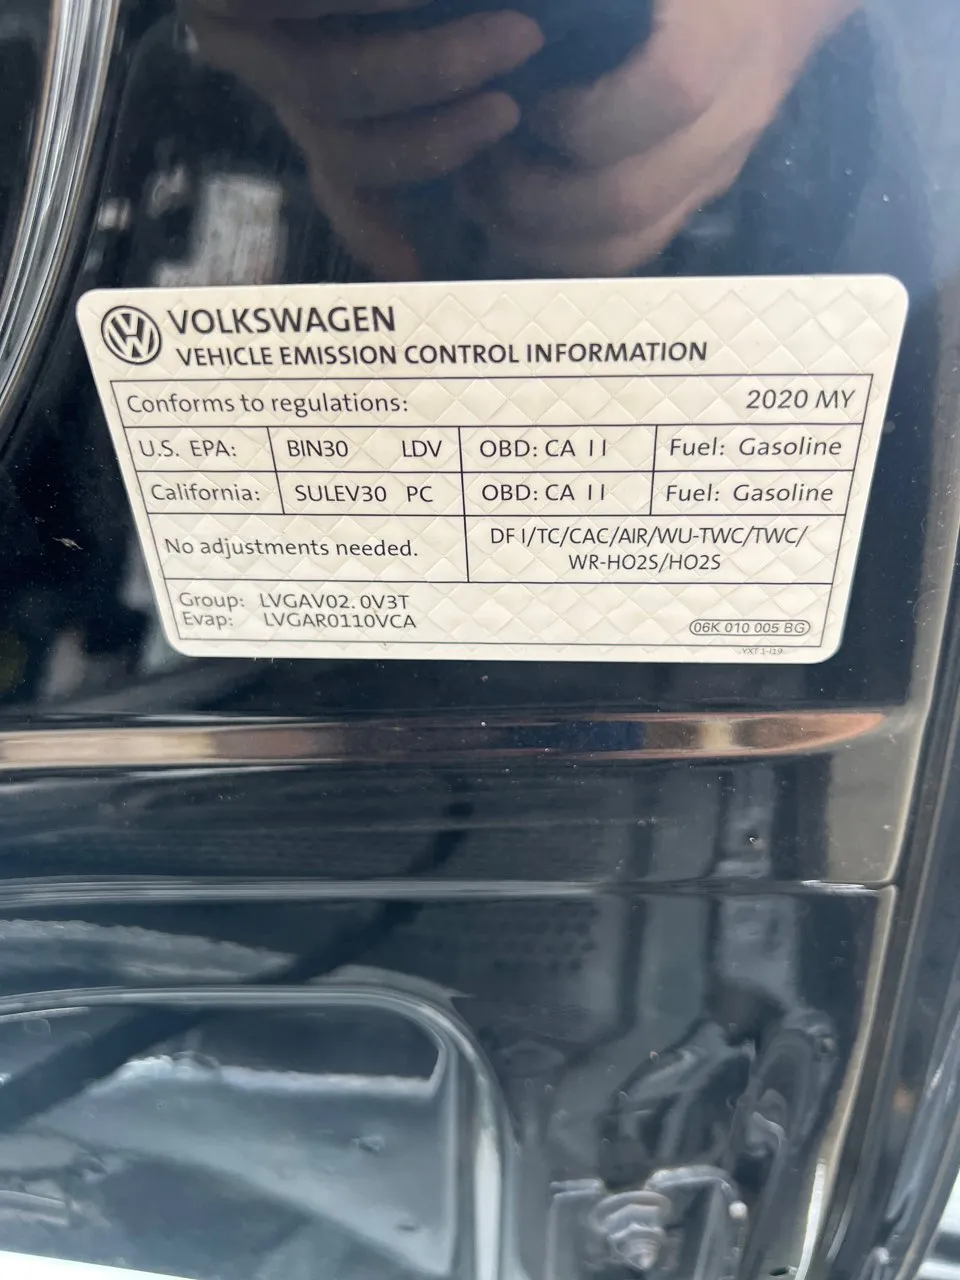 VOLKSWAGEN
VEHICLE EMISSION CONTROL INFORMATION
Conforms to regulations: 2020 MY
U.S. EPA: BIN30 LDV OBD: CA II Fuel: Gasoline
California: SULEV30 PC OBD: CA II Fuel: Gasoline
No adjustments needed. DFI/TC/CAC/AIR/WU-TWC/TWC/
WR-HO2S/HO2S
Group: LVGAV02.0V3T
Evap: LVGAR0110VCA
06K 010 005 BG